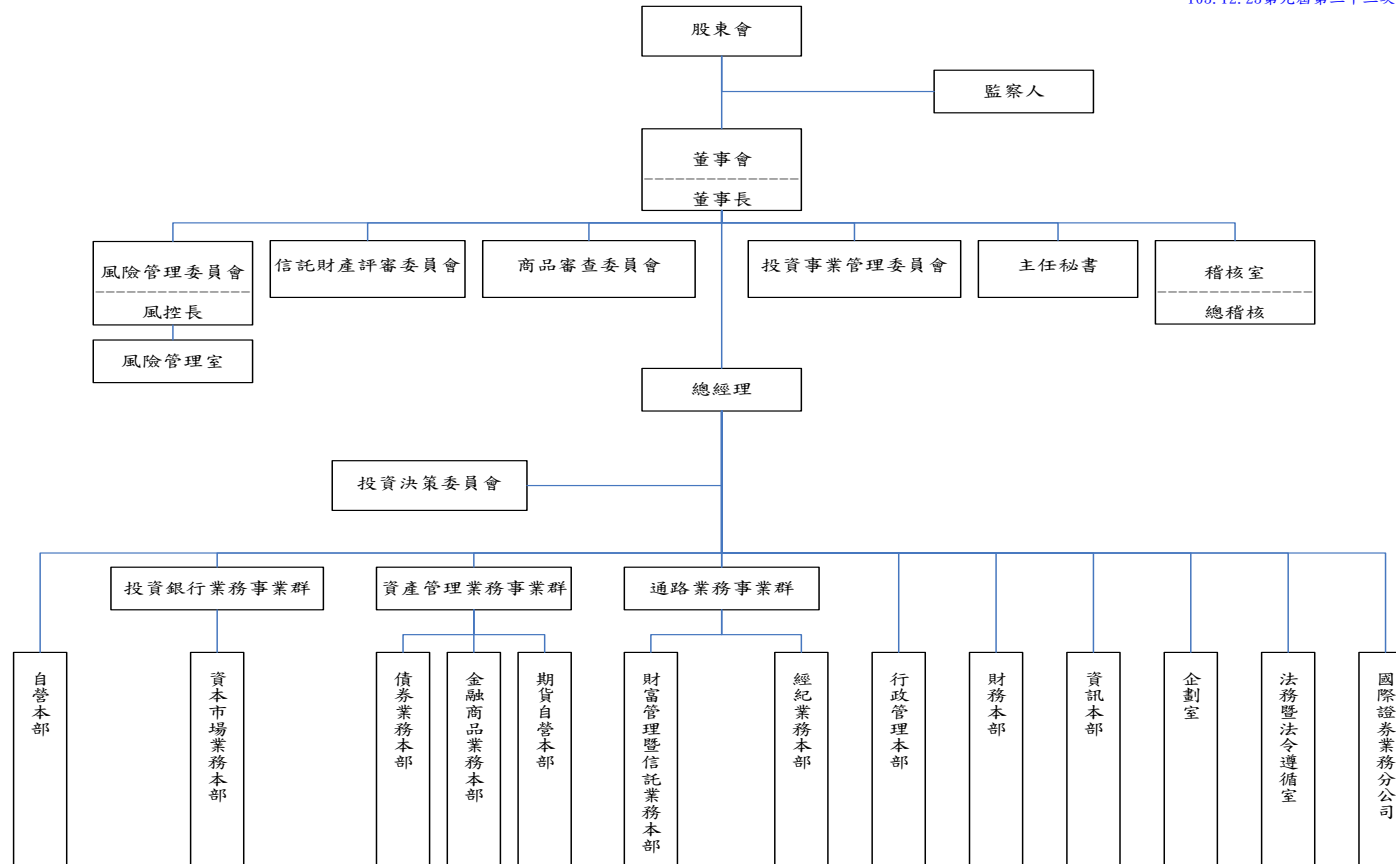 股東會
監察人
董事會
董事長
風險管理委員會
風控長
信託財產評審委員會
商品審查委員會
投資事業管理委員會
主任秘書
稽核室
總稽核
風險管理室
總經理
投資決策委員會
投資銀行業務事業群
資產管理業務事業群
通路業務事業群
自營本部
資本市場業務本部
債券業務本部
金融商品業務本部
期貨自營本部
財富管理暨信託業務本部
經紀業務本部
行政管理本部
財務本部
資訊本部
企劃室
法務暨法令遵循室
國際證券業務分公司